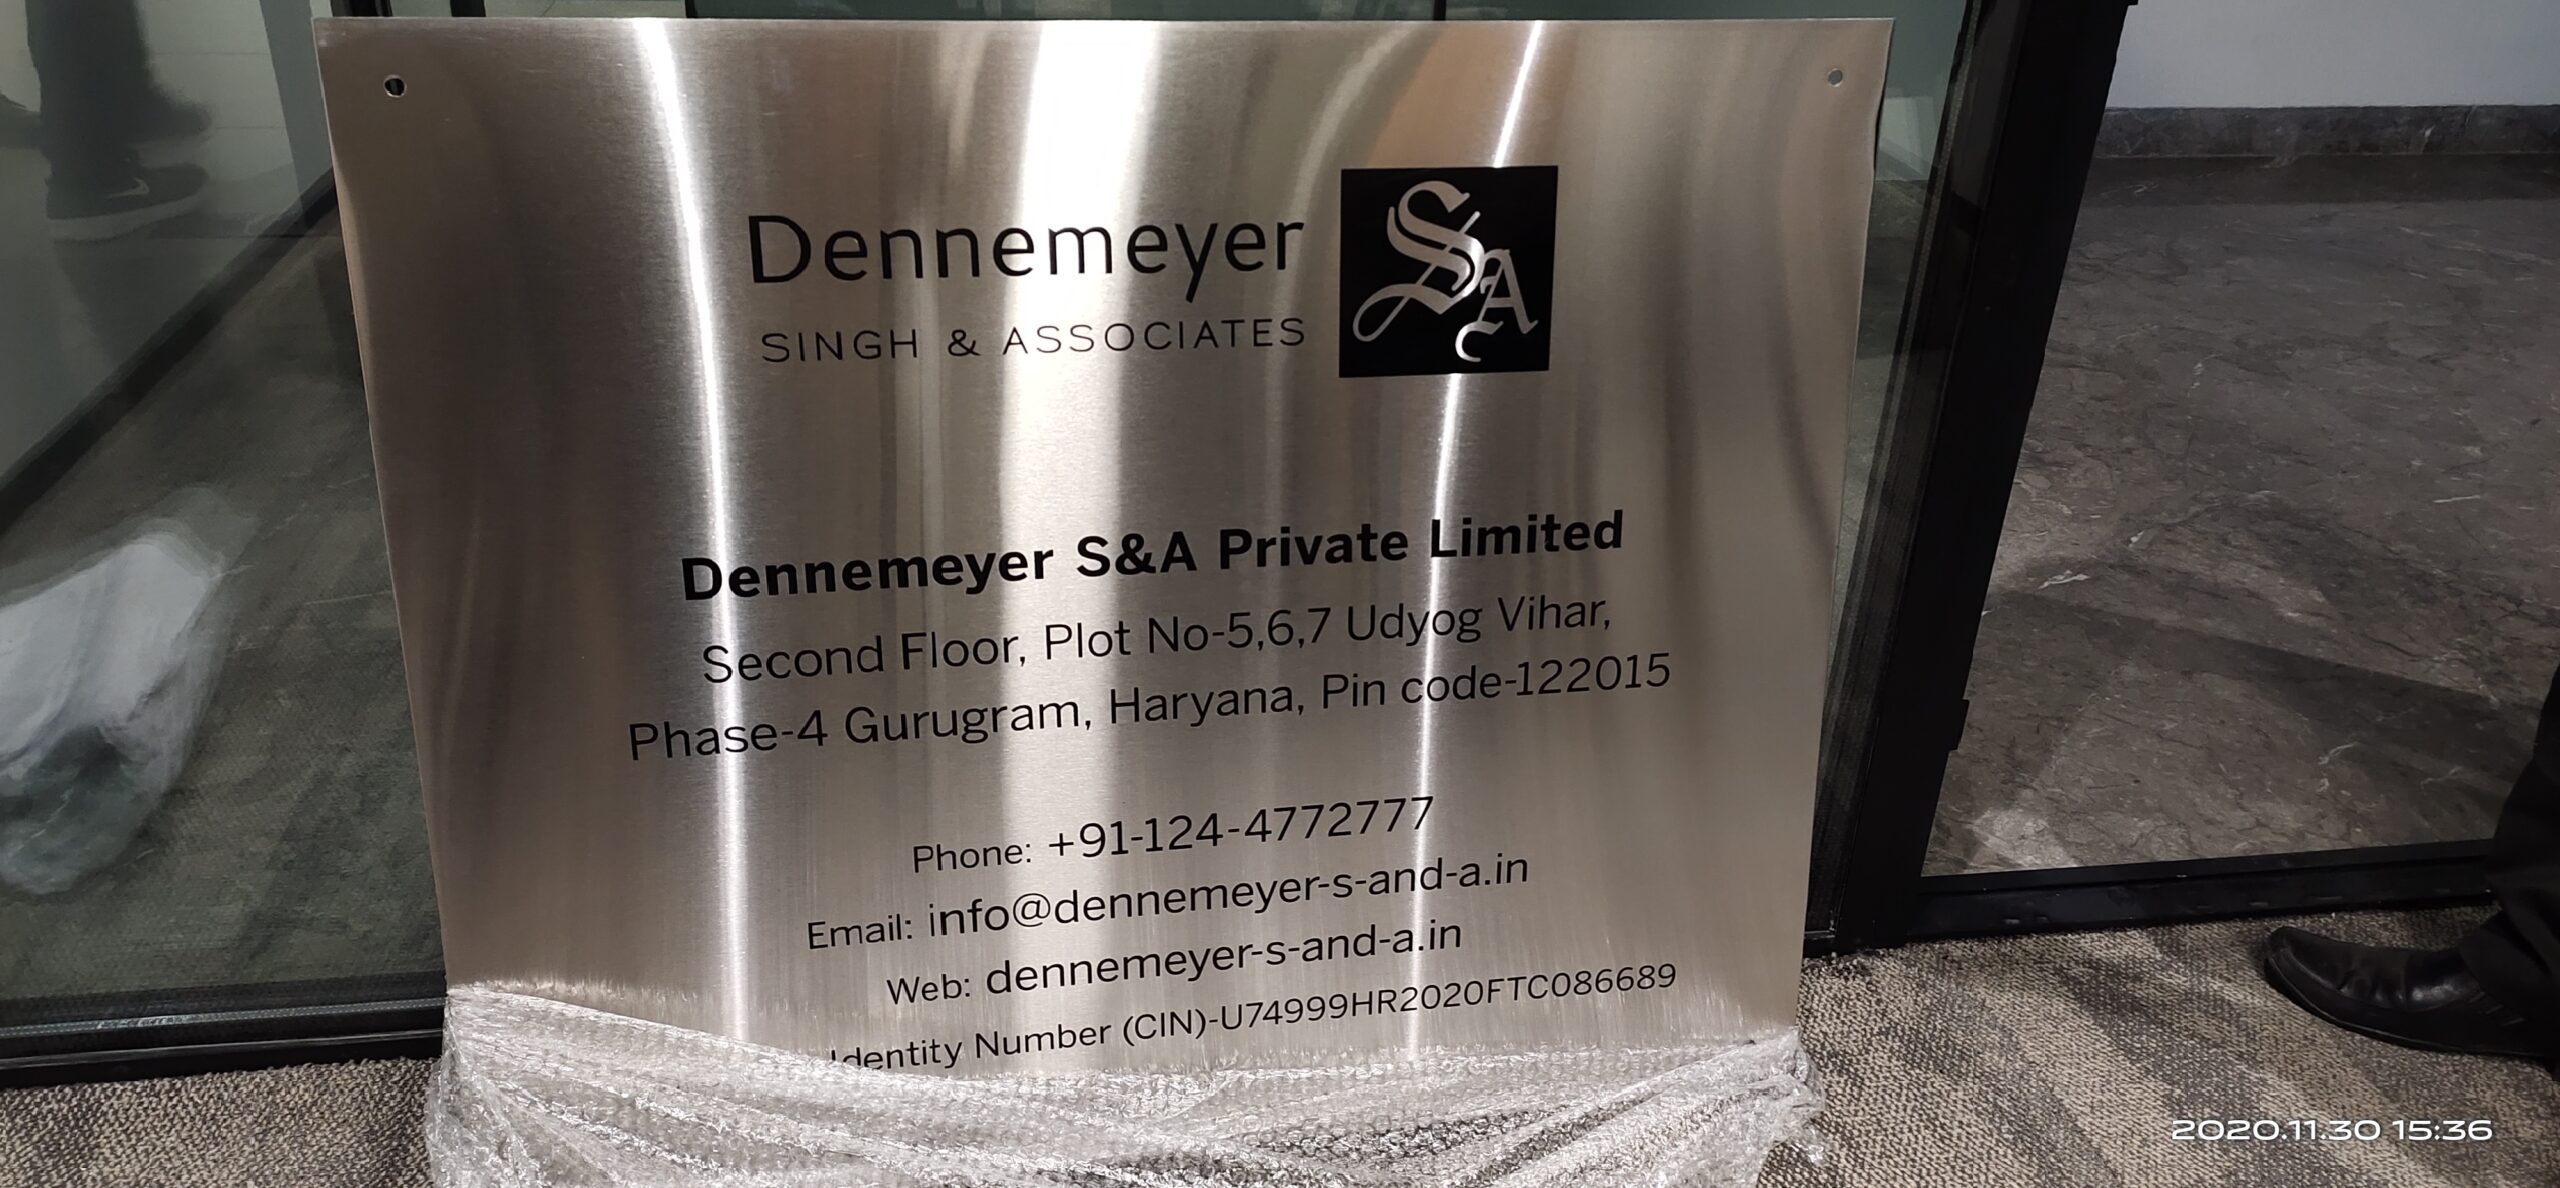 Dennemeyer
SINGH & ASSOCIATES
SA
Dennemeyer S&A Private Limited
Second Floor, Plot No-5,6,7 Udyog Vihar,
Phase-4 Gurugram, Haryana, Pin code-122015
Phone: +91-124-4772777
Email: info@dennemeyer-s-and-a.in
Web: dennemeyer-s-and-a.in
Identity Number (CIN)-U74999HR2020FTC086689
2020.11.30 15:36